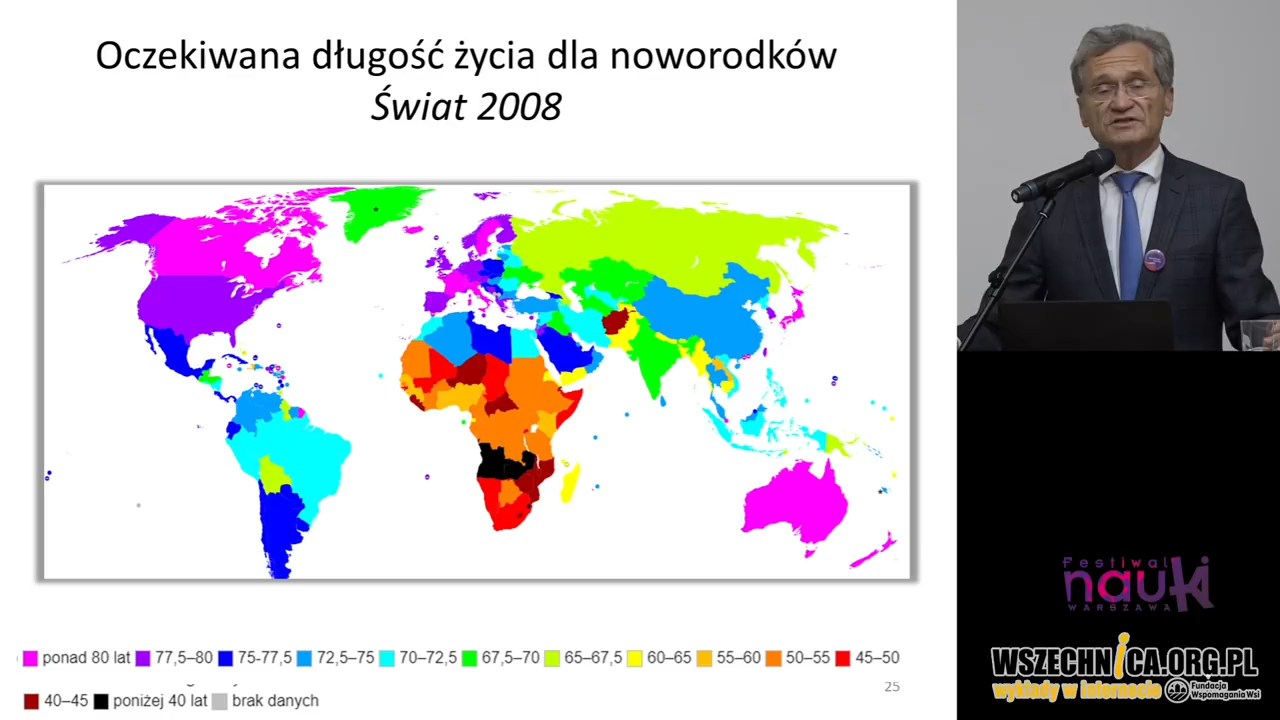 Oczekiwana długość życia dla noworodków
Świat 2008
ponad 80 lat 77,5–80 75-77,5 72,5–75 70–72,5 67,5–70 65–67,5 60–65 55–60 50–55 45–50
40–45 poniżej 40 lat brak danych
25
Festiwal
nauki
WARSZAWA
WSZECHNICA.ORG.PL
wykłady w internecie
Fundacja
Wspomagania Wsi